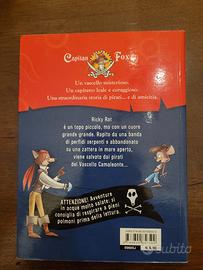 Capitan Fox
Un vascello misterioso.
Un capitano leale e coraggioso.
Una straordinaria storia di pirati... e di amicizia.
Ricky Rat
è un topo piccolo, ma con un cuore
grande grande. Rapito da una banda
di perfidi serpenti e abbandonato
su una zattera in mare aperto,
viene salvato dai pirati
del Vascello Camaleonte...
ATTENZIONE! Avventura
in acque molto salate: si
consiglia di respirare a pieni
polmoni prima della lettura.
subito